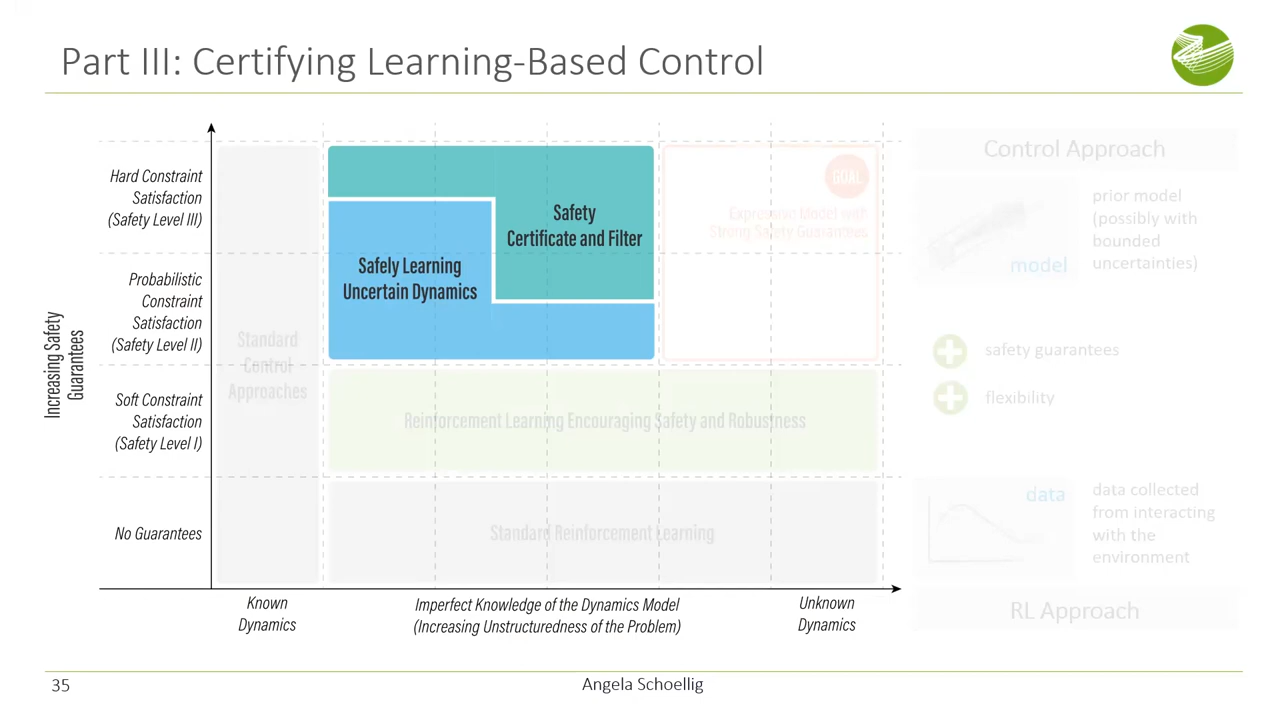 Part III: Certifying Learning-Based Control
Increasing Safety
Guarantees
Hard Constraint
Satisfaction
(Safety Level III)
Probabilistic
Constraint
Satisfaction
(Safety Level II)
Soft Constraint
Satisfaction
(Safety Level I)
No Guarantees
Standard
Control
Approaches
Safely Learning
Uncertain Dynamics
Safety
Certificate and Filter
GOAL
Expressive Model with
Strong Safety Guarantees
Reinforcement Learning Encouraging Safety and Robustness
Standard Reinforcement Learning
Known
Dynamics
Imperfect Knowledge of the Dynamics Model
(Increasing Unstructuredness of the Problem)
Unknown
Dynamics
Control Approach
model
prior model
(possibly with
bounded
uncertainties)
safety guarantees
flexibility
data
data collected
from interacting
with the
environment
RL Approach
35
Angela Schoellig